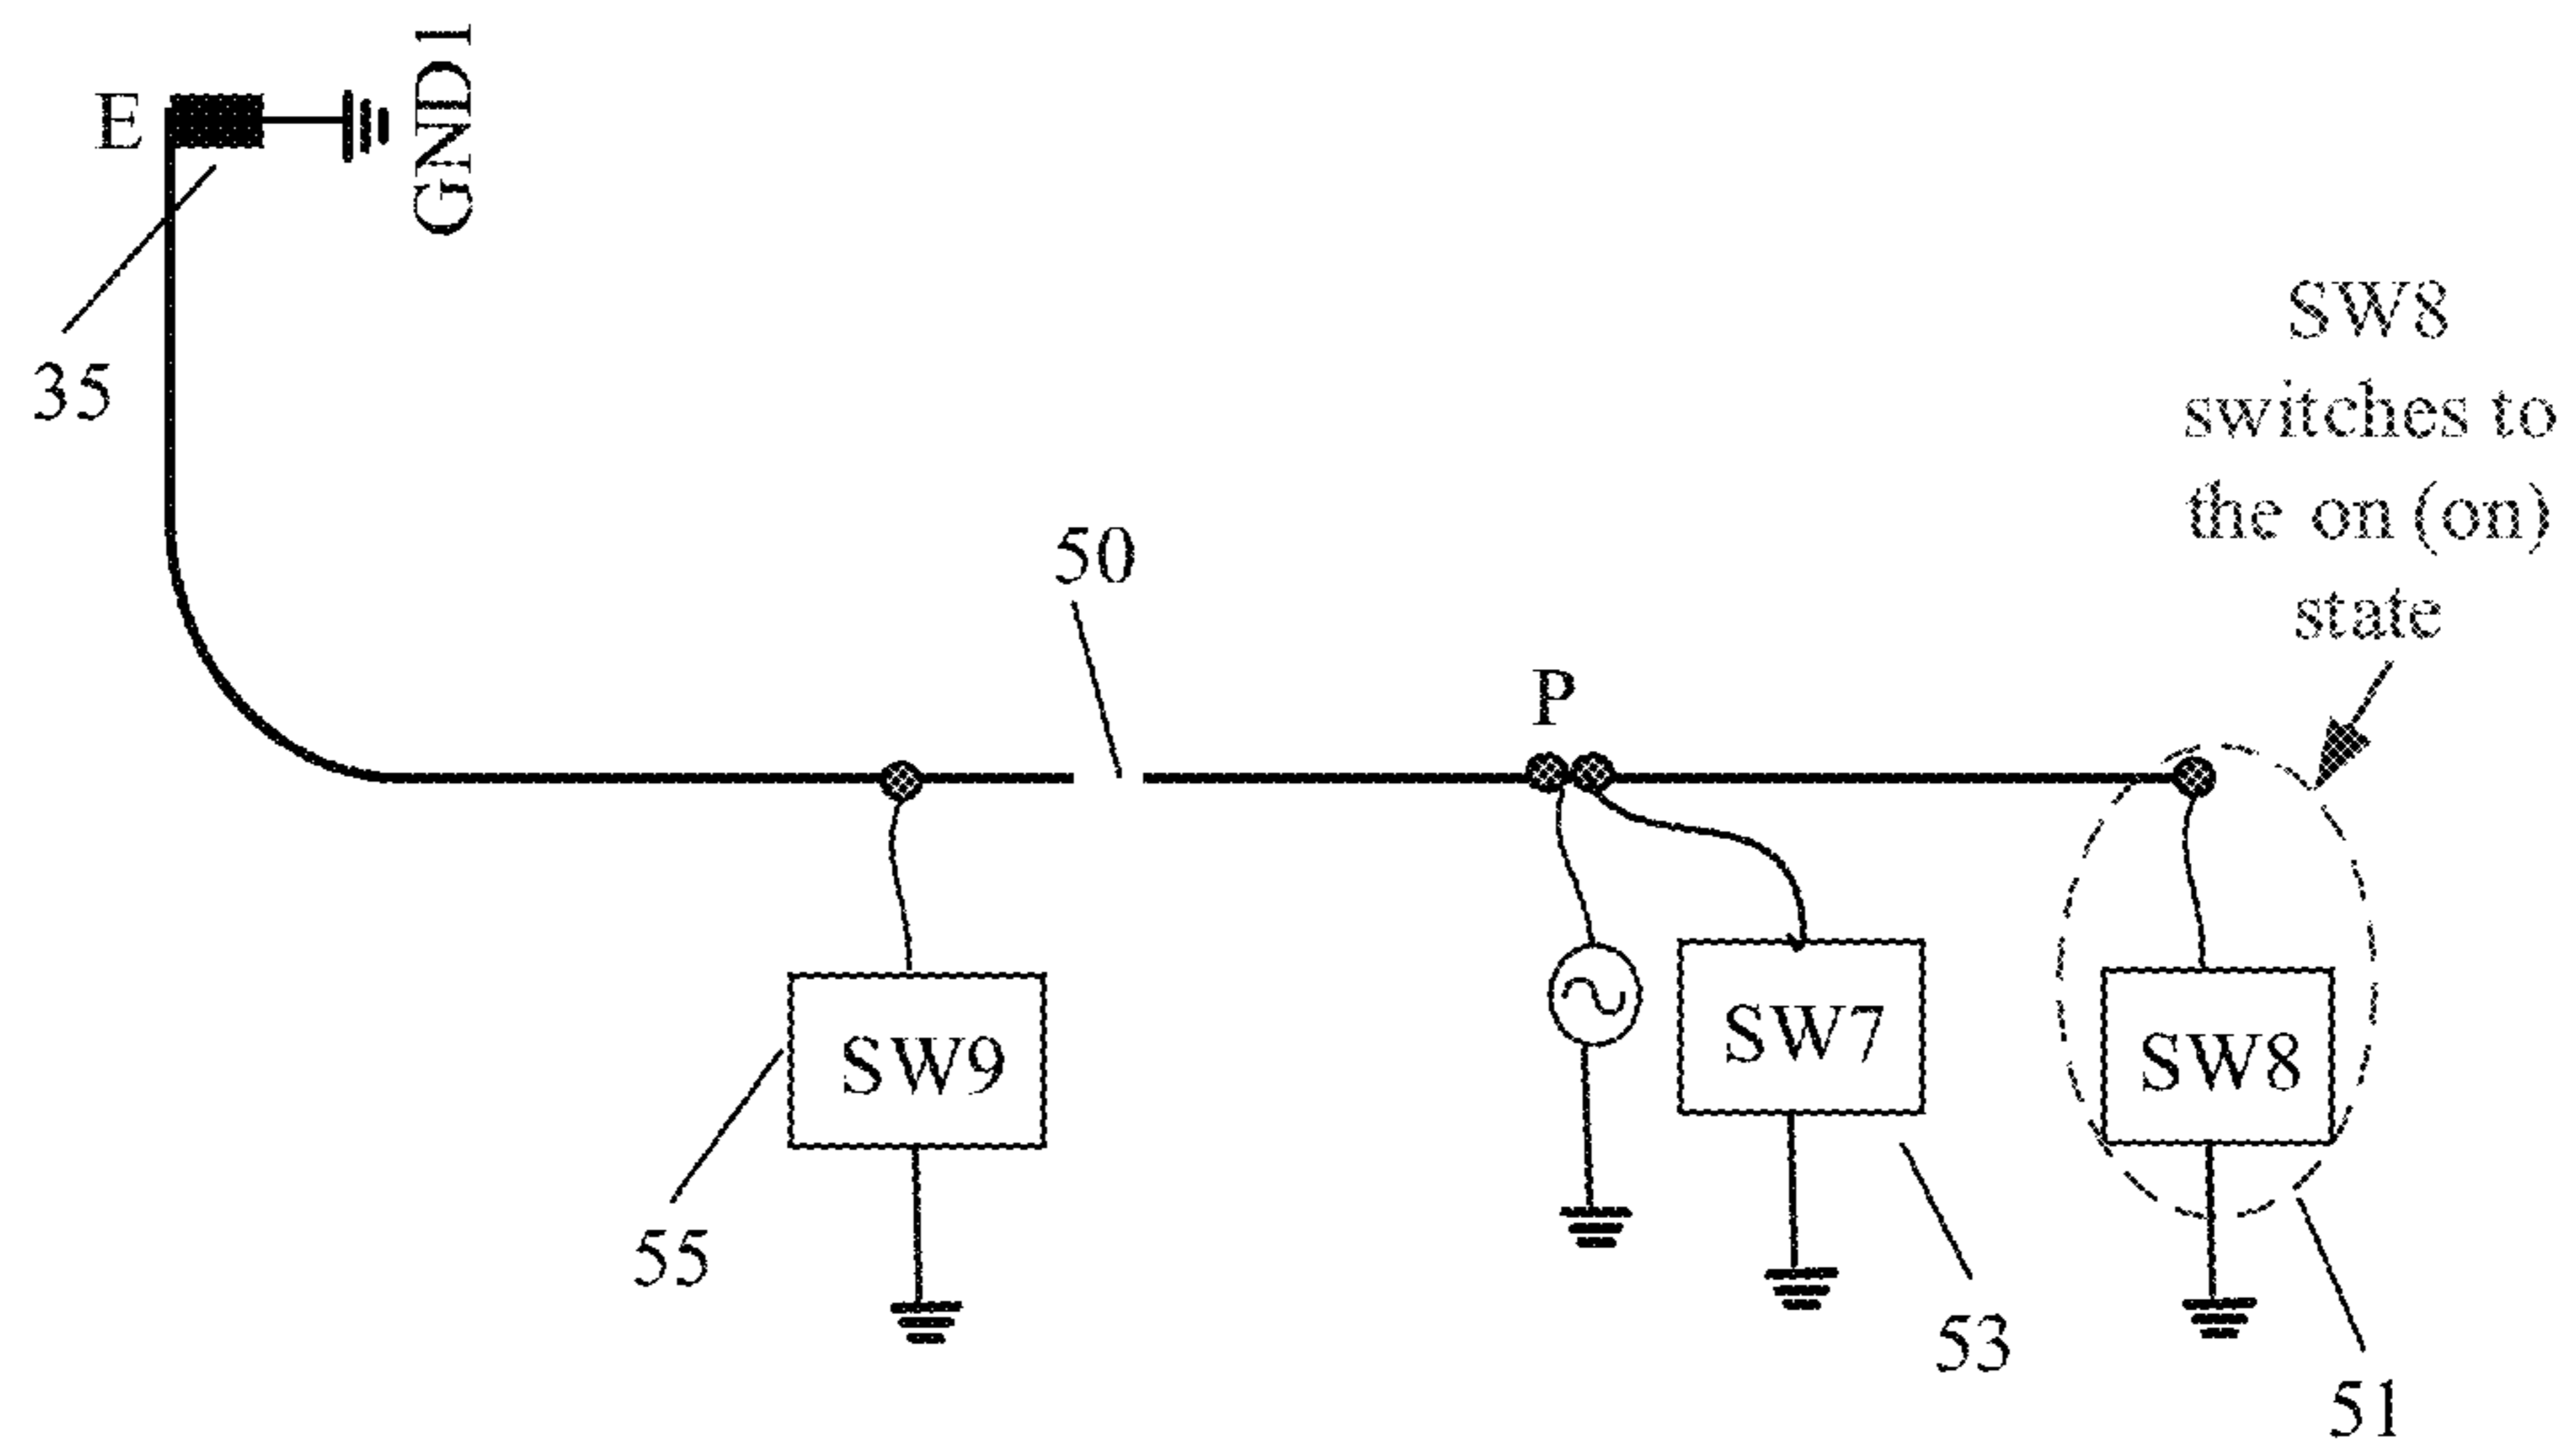 E
GND1
35
SW8
switches to
the on (on)
state
50
P
SW9
SW7
SW8
55
53
51